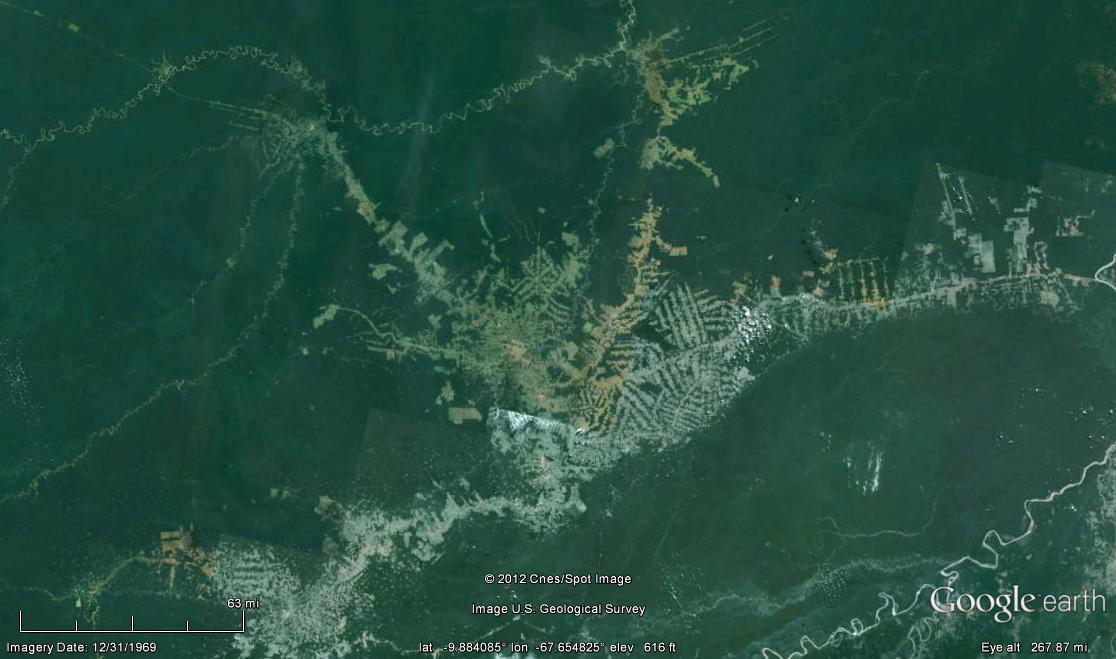 © 2012 Cnes/Spot Image
Image U.S. Geological Survey
Google earth
63 mi
Imagery Date: 12/31/1969
lat -9.884085° lon -67.654825° elev 616 ft
Eye alt 267.87 mi